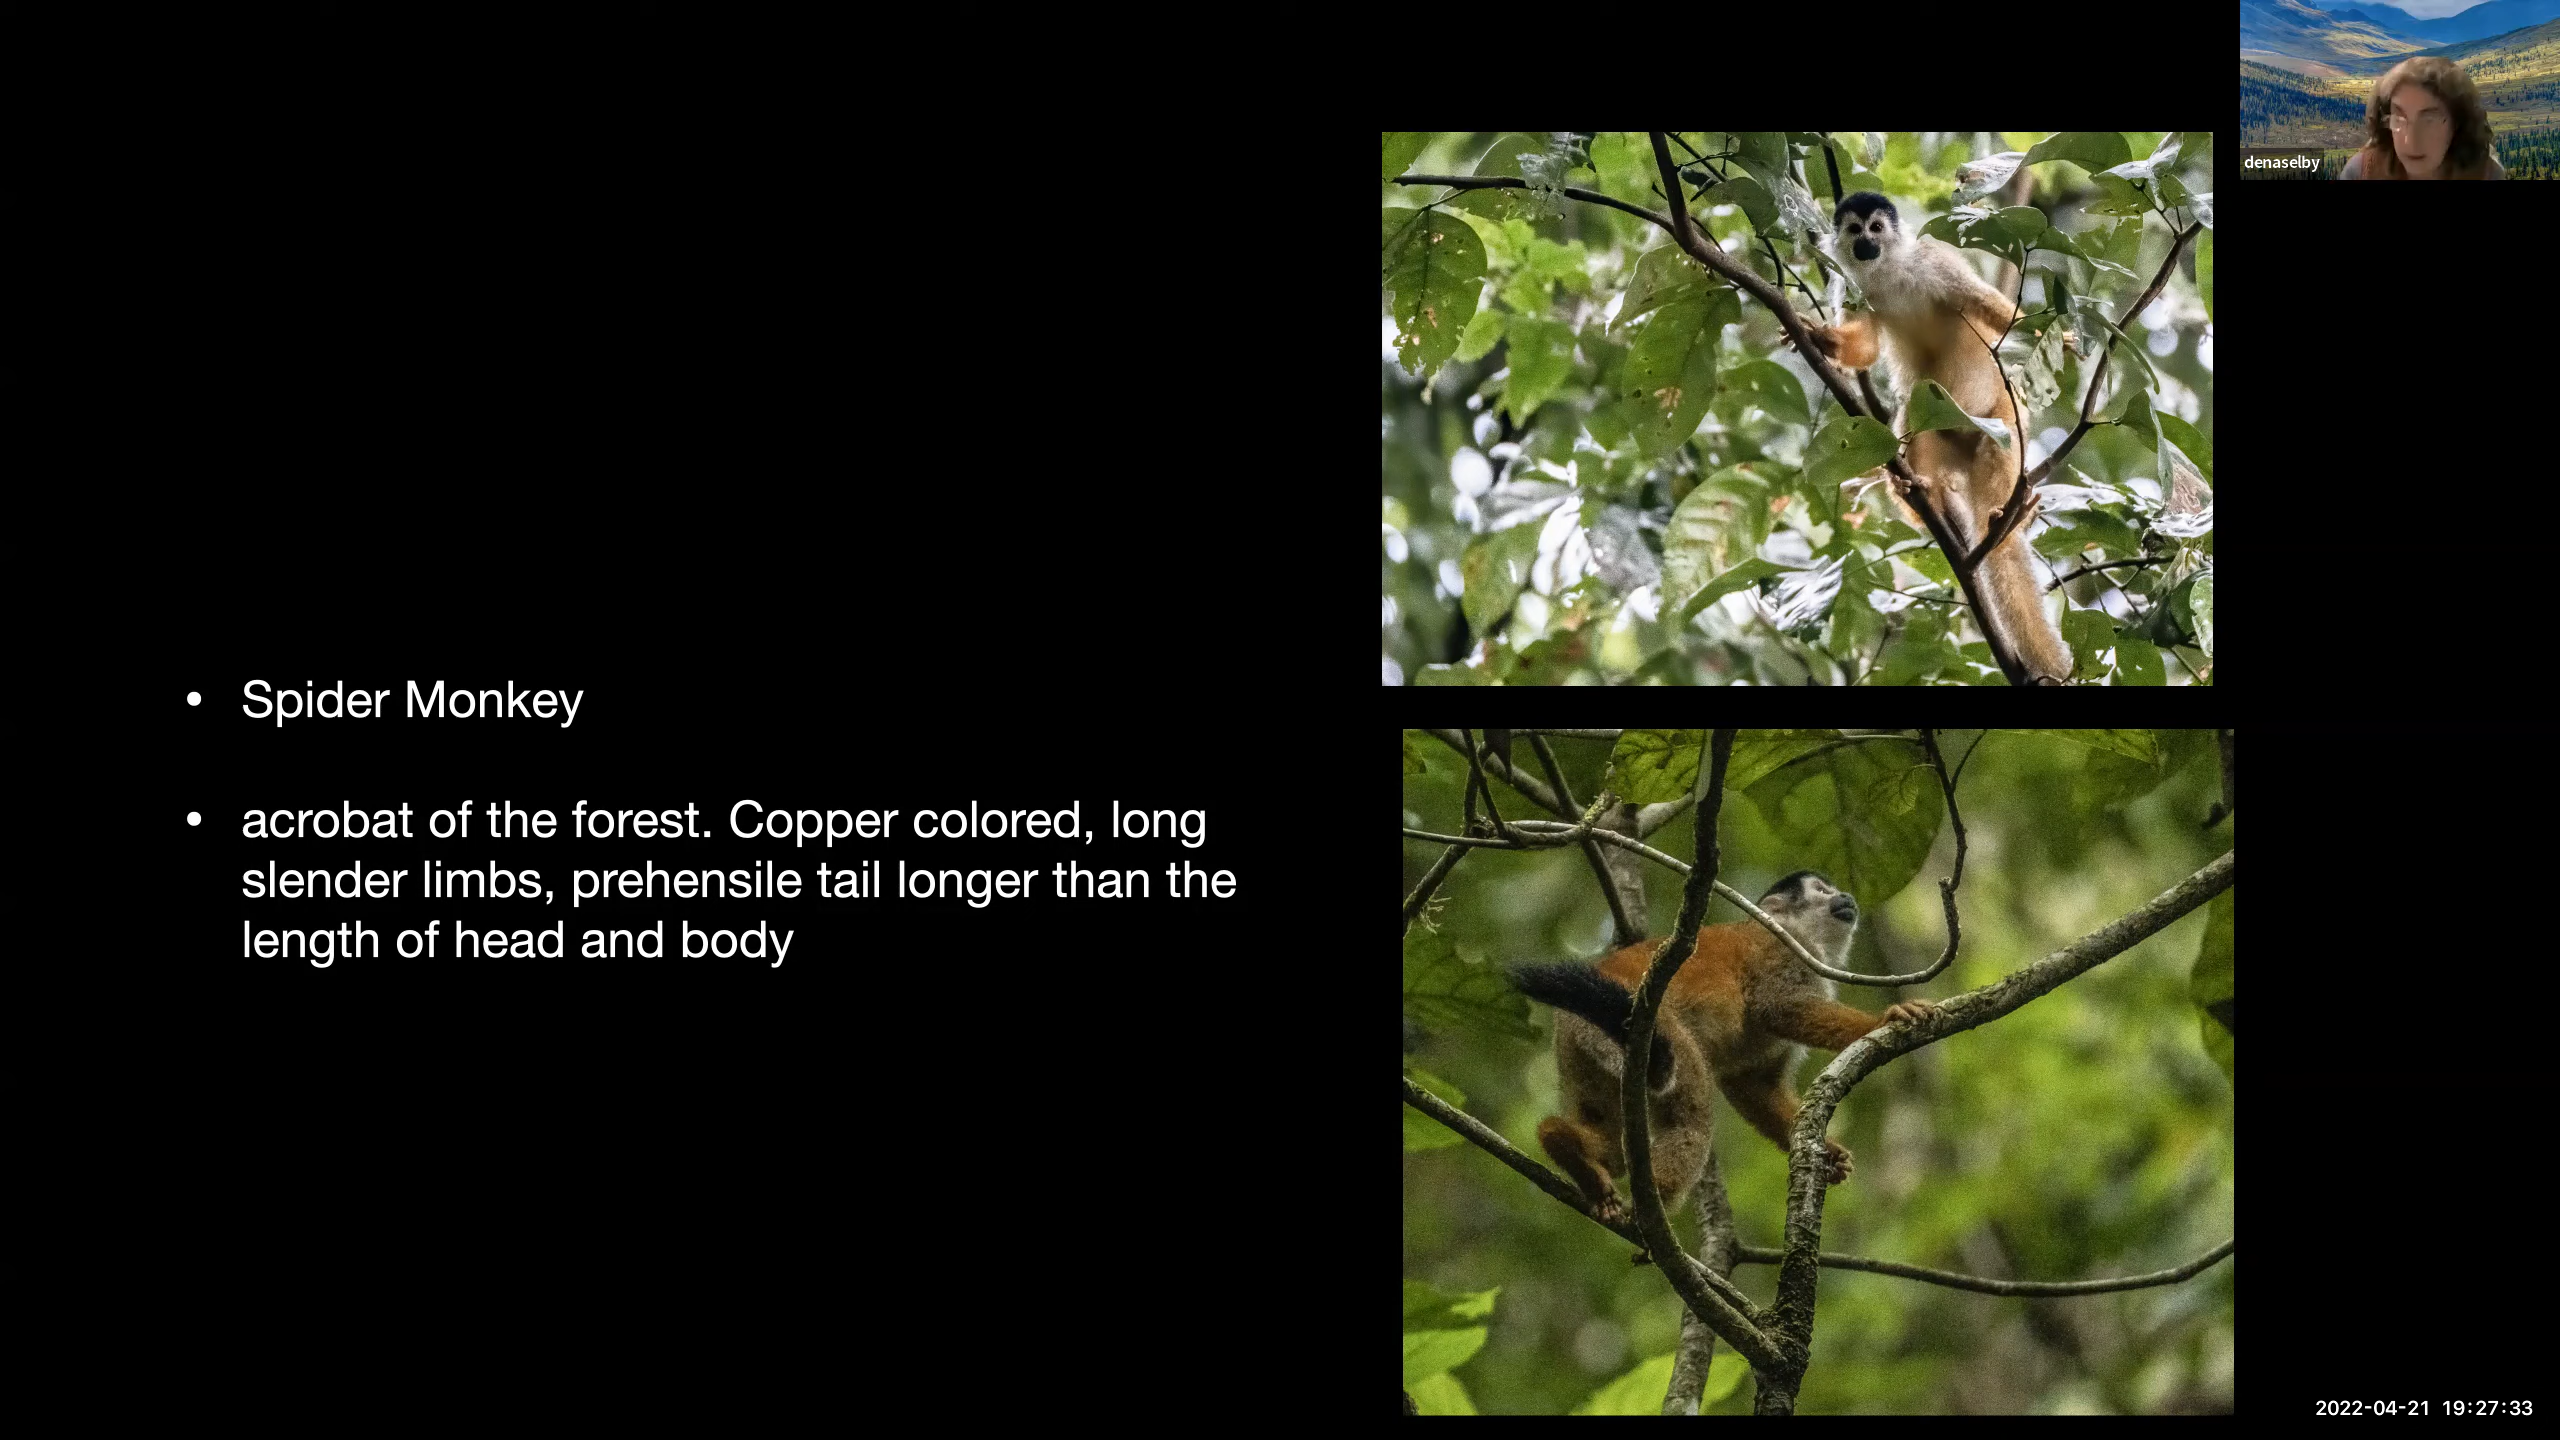 denaselby
• Spider Monkey
• acrobat of the forest. Copper colored, long
slender limbs, prehensile tail longer than the
length of head and body
2022-04-21 19:27:33